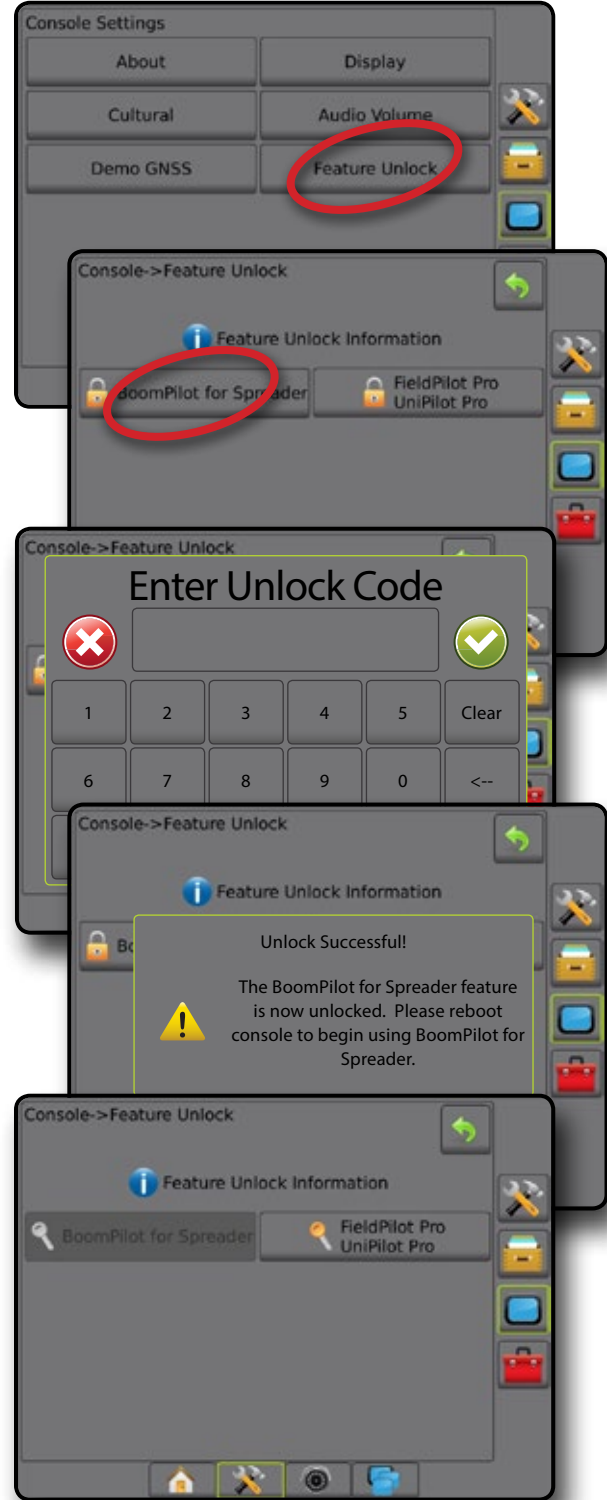 Console Settings
About
Display
Cultural
Audio Volume
Demo GNSS
Feature Unlock
Console->Feature Unlock
Feature Unlock Information
BoomPilot for Spreader
FieldPilot Pro
UniPilot Pro
Console->Feature Unlock
Enter Unlock Code
1 2 3 4 5 Clear
6 7 8 9 0 <--
Console->Feature Unlock
Feature Unlock Information
Bo
Unlock Successful!
The BoomPilot for Spreader feature
is now unlocked. Please reboot
console to begin using BoomPilot for
Spreader.
Console->Feature Unlock
Feature Unlock Information
BoomPilot for Spreader
FieldPilot Pro
UniPilot Pro